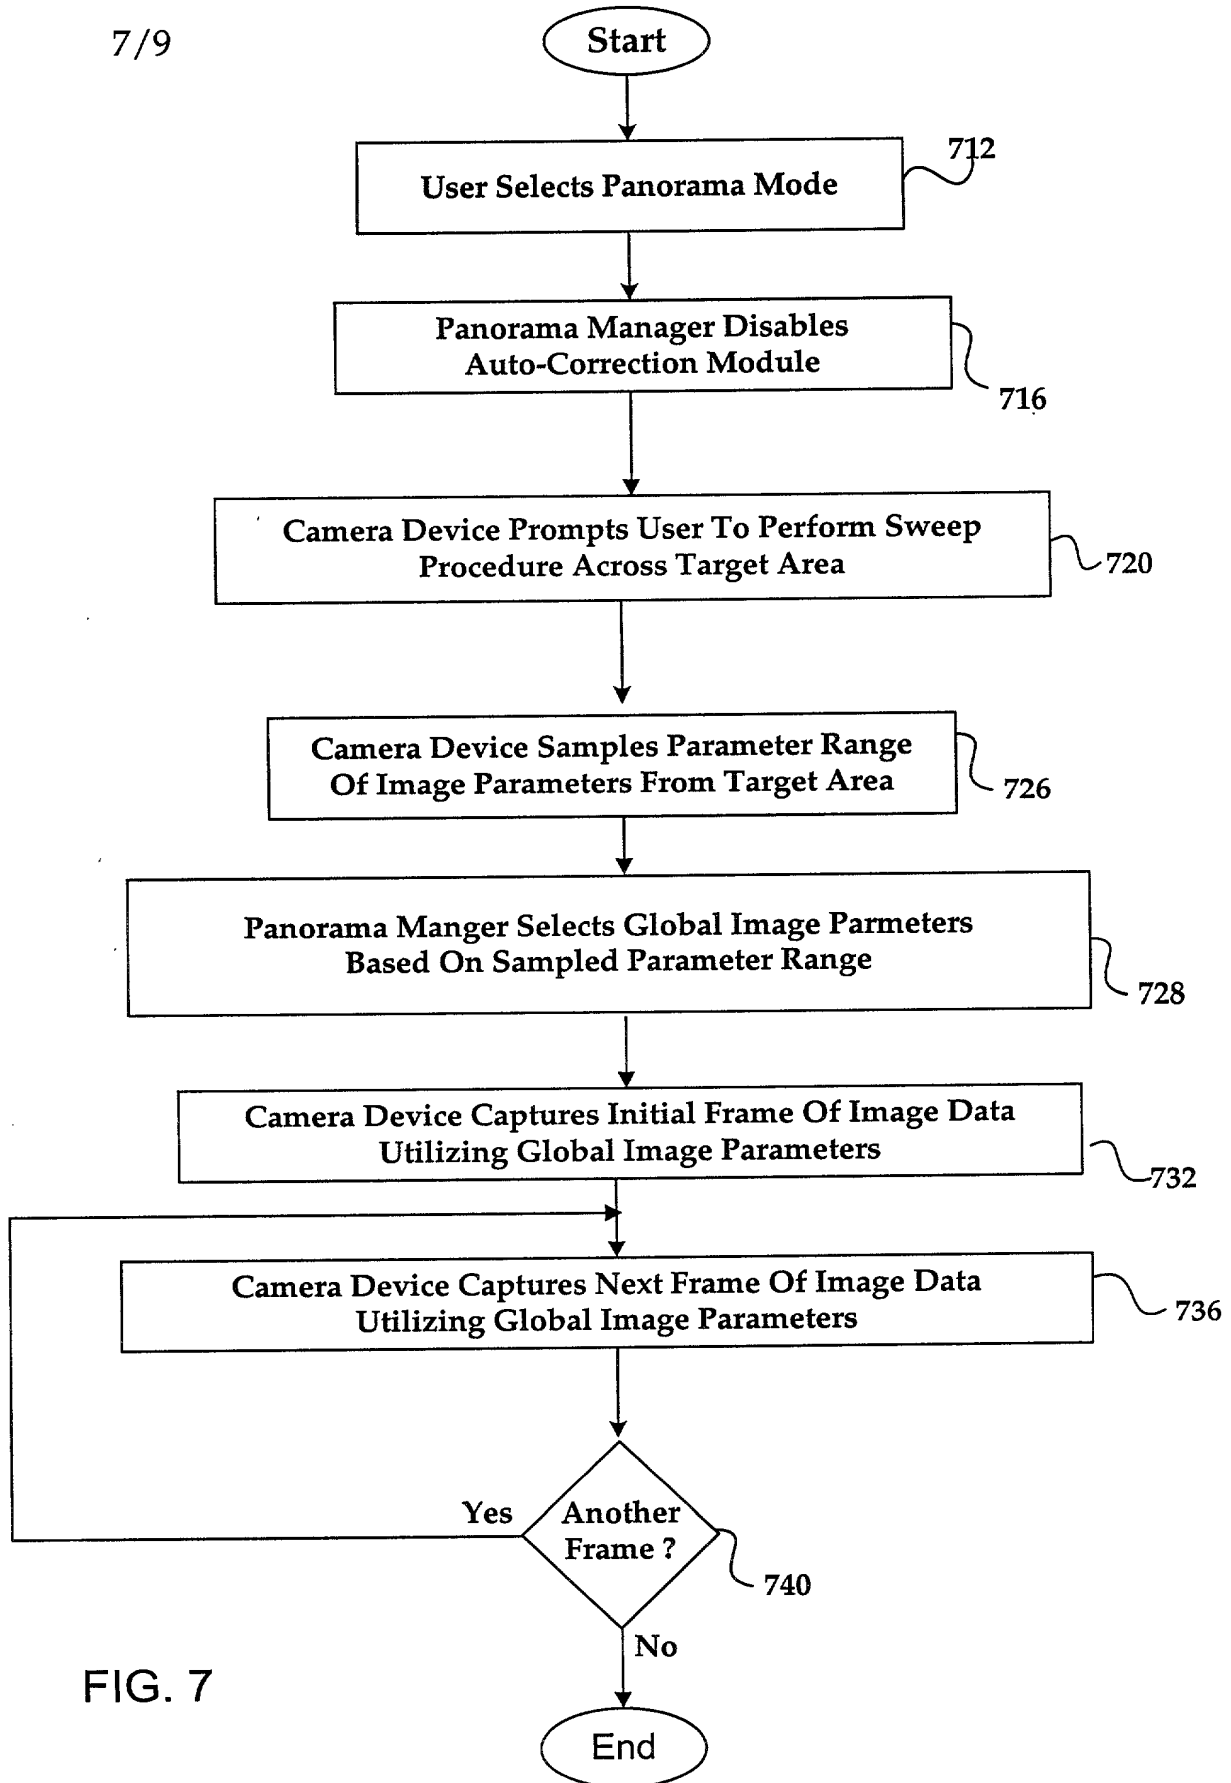 7/9
Start
User Selects Panorama Mode
712
Panorama Manager Disables
Auto-Correction Module
716
Camera Device Prompts User To Perform Sweep
Procedure Across Target Area
720
Camera Device Samples Parameter Range
Of Image Parameters From Target Area
726
Panorama Manger Selects Global Image Parmeters
Based On Sampled Parameter Range
728
Camera Device Captures Initial Frame Of Image Data
Utilizing Global Image Parameters
732
Camera Device Captures Next Frame Of Image Data
Utilizing Global Image Parameters
736
Yes
Another
Frame ?
740
No
FIG. 7
End